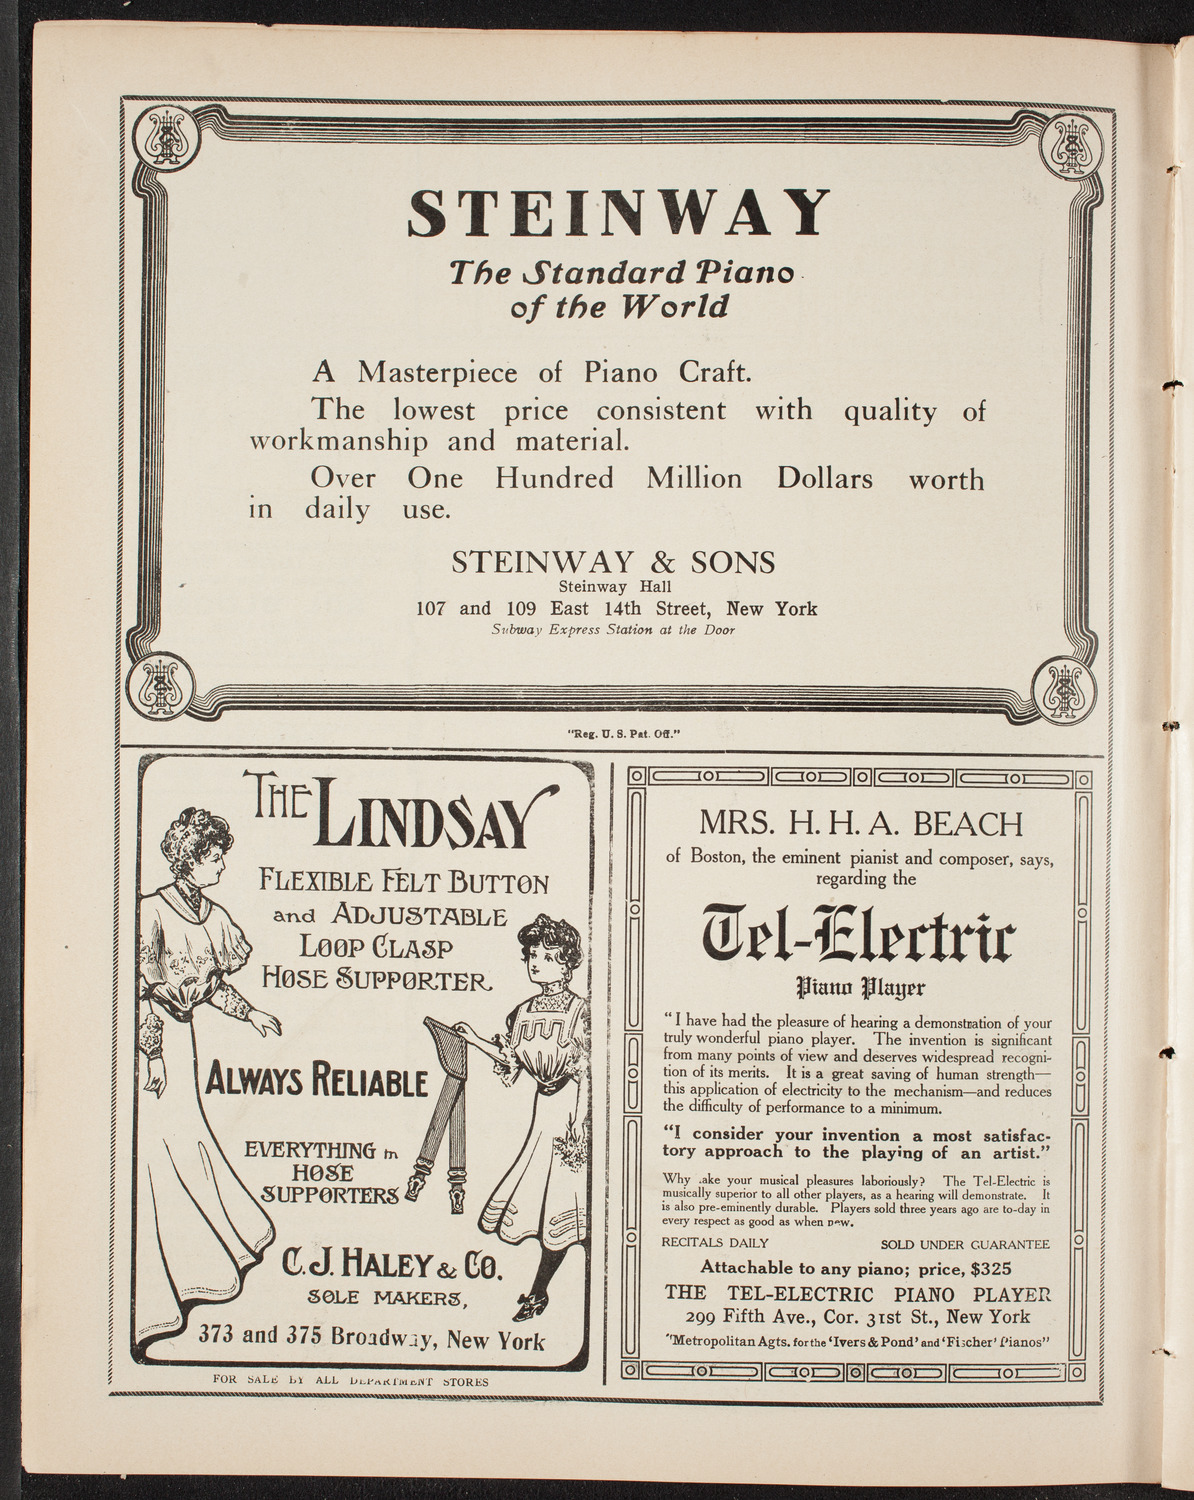 STEINWAY
The Standard Piano
of the World
A Masterpiece of Piano Craft.
The lowest price consistent with quality of
workmanship and material.
Over One Hundred Million Dollars worth
in daily use.
STEINWAY & SONS
Steinway Hall
107 and 109 East 14th Street, New York
Subway Express Station at the Door
"Reg. U. S. Pat. Off."
THE LINDSAY
FLEXIBLE FELT BUTTON
and ADJUSTABLE
LOOP CLASP
HOSE SUPPORTER
ALWAYS RELIABLE
EVERYTHING in
HOSE
SUPPORTERS
C. J. HALEY & CO.
SOLE MAKERS,
373 and 375 Broadway, New York
FOR SALE BY ALL DEPARTMENT STORES
MRS. H. H. A. BEACH
of Boston, the eminent pianist and composer, says,
regarding the
Tel-Electric
Piano Player
"I have had the pleasure of hearing a demonstration of your
truly wonderful piano player. The invention is significant
from many points of view and deserves widespread recogni-
tion of its merits. It is a great saving of human strength—
this application of electricity to the mechanism—and reduces
the difficulty of performance to a minimum.
"I consider your invention a most satisfac-
tory approach to the playing of an artist."
Why .ake your musical pleasures laboriously? The Tel-Electric is
musically superior to all other players, as a hearing will demonstrate. It
is also pre-eminently durable. Players sold three years ago are to-day in
every respect as good as when new.
RECITALS DAILY SOLD UNDER GUARANTEE
Attachable to any piano; price, $325
THE TEL-ELECTRIC PIANO PLAYER
299 Fifth Ave., Cor. 31st St., New York
"Metropolitan Agts. for the 'Ivers & Pond' and 'Fischer' Pianos"